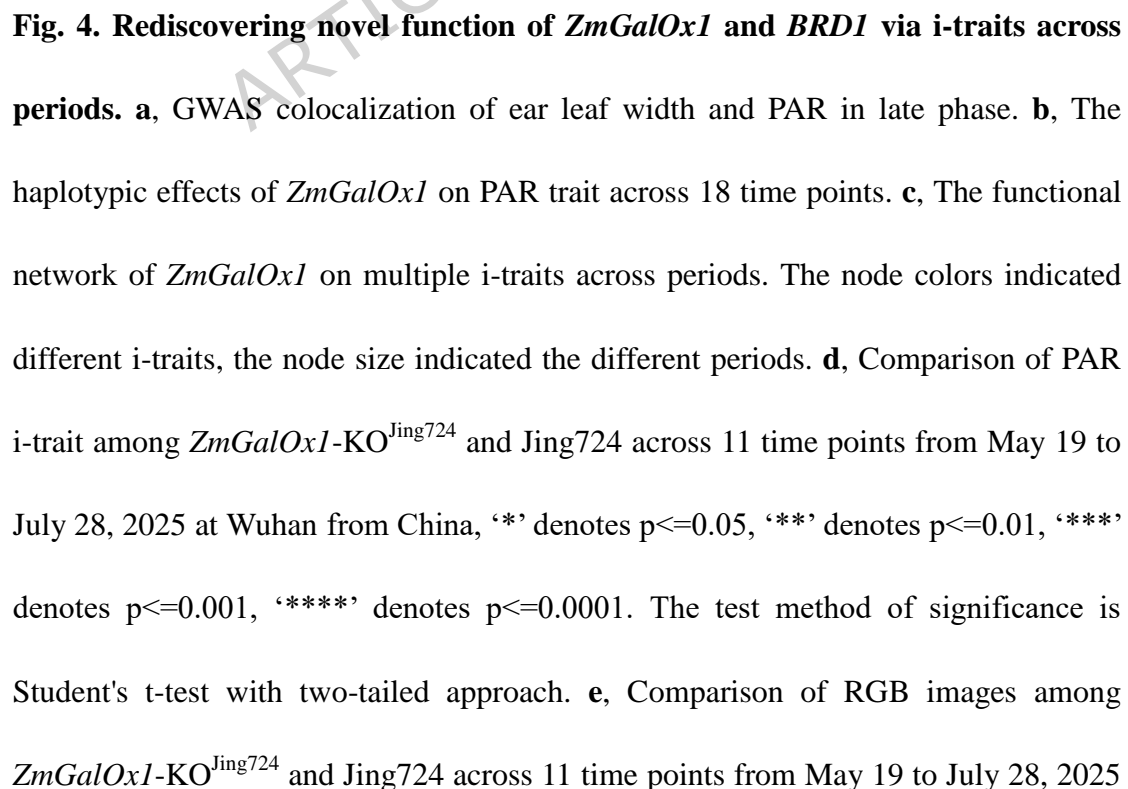 ARTIC
Fig. 4. Rediscovering novel function of ZmGalOx1 and BRD1 via i-traits across
periods. a, GWAS colocalization of ear leaf width and PAR in late phase. b, The
haplotypic effects of ZmGalOx1 on PAR trait across 18 time points. c, The functional
network of ZmGalOx1 on multiple i-traits across periods. The node colors indicated
different i-traits, the node size indicated the different periods. d, Comparison of PAR
i-trait among ZmGalOx1-KO^Jing724 and Jing724 across 11 time points from May 19 to
July 28, 2025 at Wuhan from China, ‘*’ denotes p<=0.05, ‘**’ denotes p<=0.01, ‘***’
denotes p<=0.001, ‘****’ denotes p<=0.0001. The test method of significance is
Student's t-test with two-tailed approach. e, Comparison of RGB images among
ZmGalOx1-KO^Jing724 and Jing724 across 11 time points from May 19 to July 28, 2025